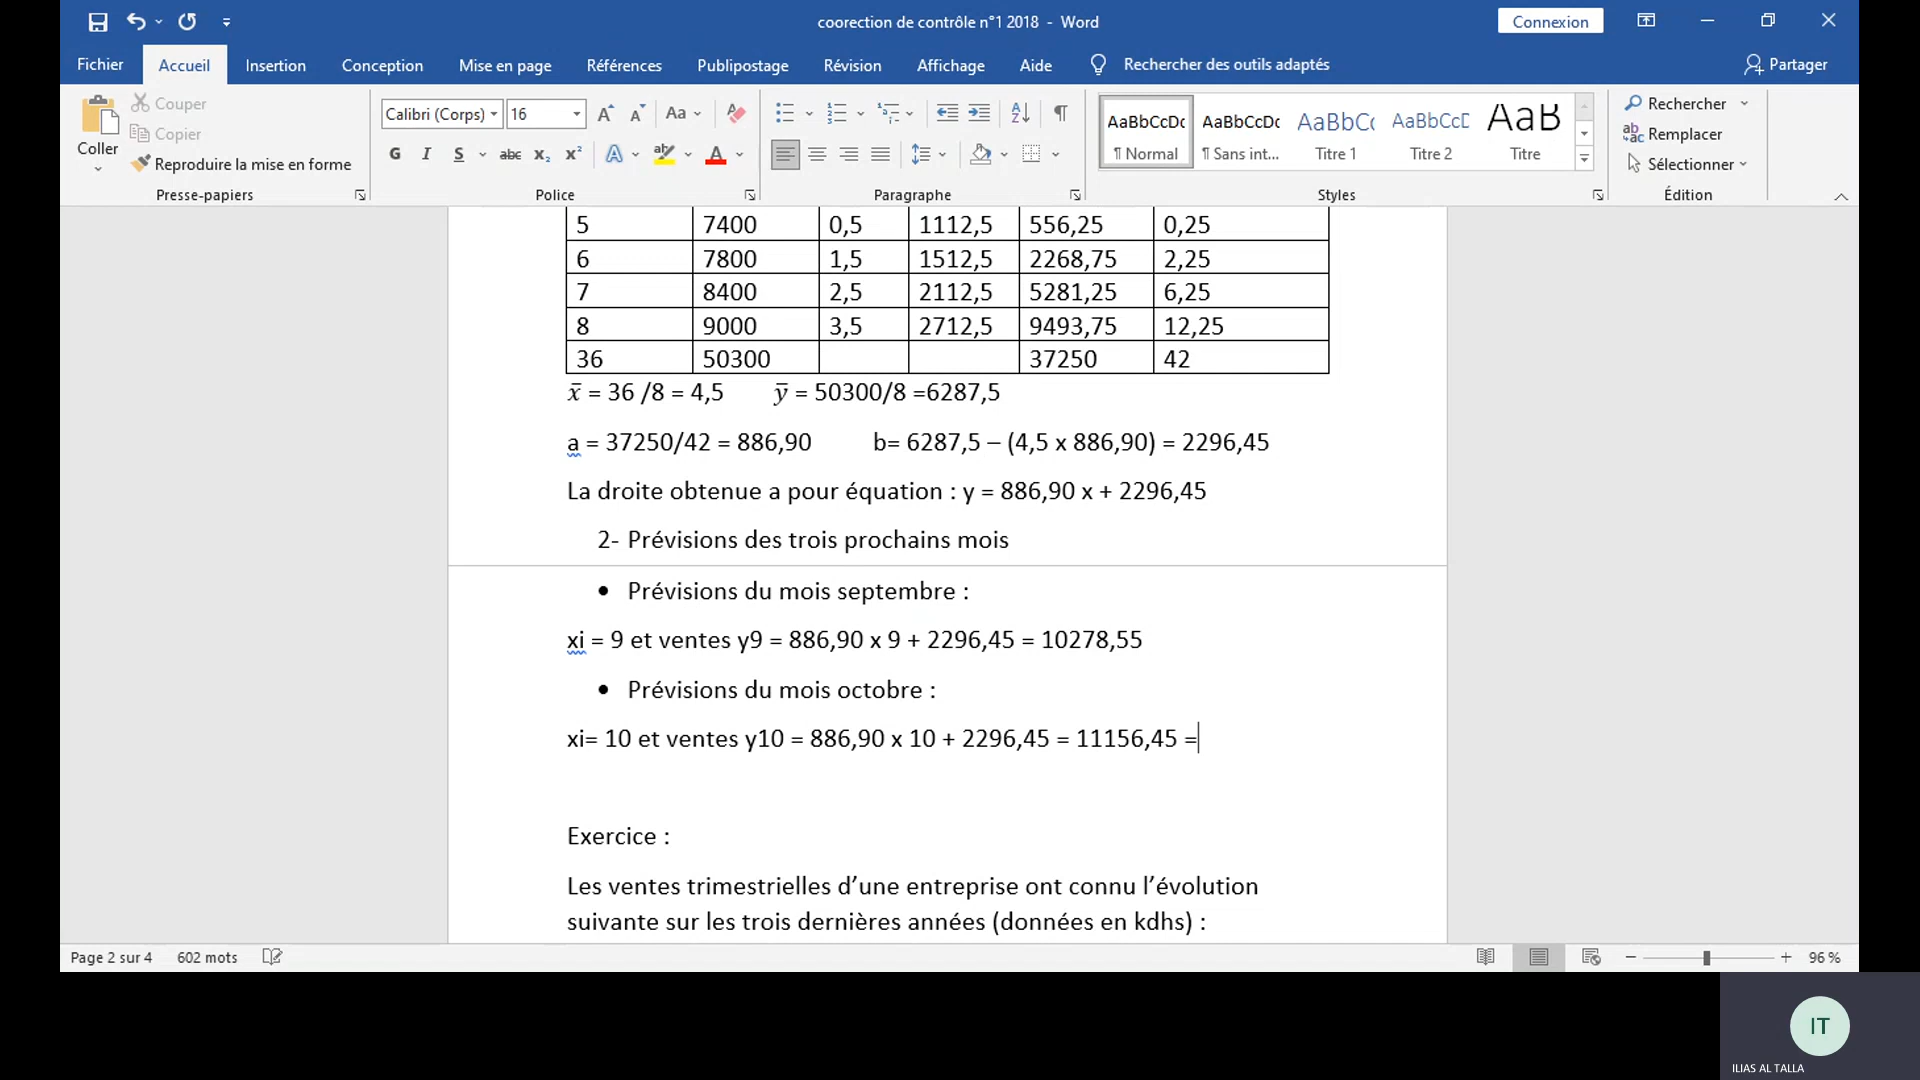 coorection de contrôle n°1 2018 - Word
Connexion
Fichier Accueil Insertion Conception Mise en page Références Publipostage Révision Affichage Aide Rechercher des outils adaptés Partager
Coller
Couper
Copier
Reproduire la mise en forme
Presse-papiers
Calibri (Corps) 16
Aa
G I S abc x₂ x² A A
Police
Paragraphe
AaBbCcDc AaBbCcDc AaBbCc AaBbCcD AaB
¶ Normal ¶ Sans int... Titre 1 Titre 2 Titre
Styles
Rechercher
Remplacer
Sélectionner
Édition
5 7400 0,5 1112,5 556,25 0,25
6 7800 1,5 1512,5 2268,75 2,25
7 8400 2,5 2112,5 5281,25 6,25
8 9000 3,5 2712,5 9493,75 12,25
36 50300 37250 42
x̄ = 36 /8 = 4,5 ȳ = 50300/8 =6287,5
a = 37250/42 = 886,90 b= 6287,5 – (4,5 x 886,90) = 2296,45
La droite obtenue a pour équation : y = 886,90 x + 2296,45
2- Prévisions des trois prochains mois
• Prévisions du mois septembre :
xi = 9 et ventes y9 = 886,90 x 9 + 2296,45 = 10278,55
• Prévisions du mois octobre :
xi= 10 et ventes y10 = 886,90 x 10 + 2296,45 = 11156,45 =
Exercice :
Les ventes trimestrielles d’une entreprise ont connu l’évolution
suivante sur les trois dernières années (données en kdhs) :
Page 2 sur 4 602 mots 96 %
IT
ILIAS AL TALLA